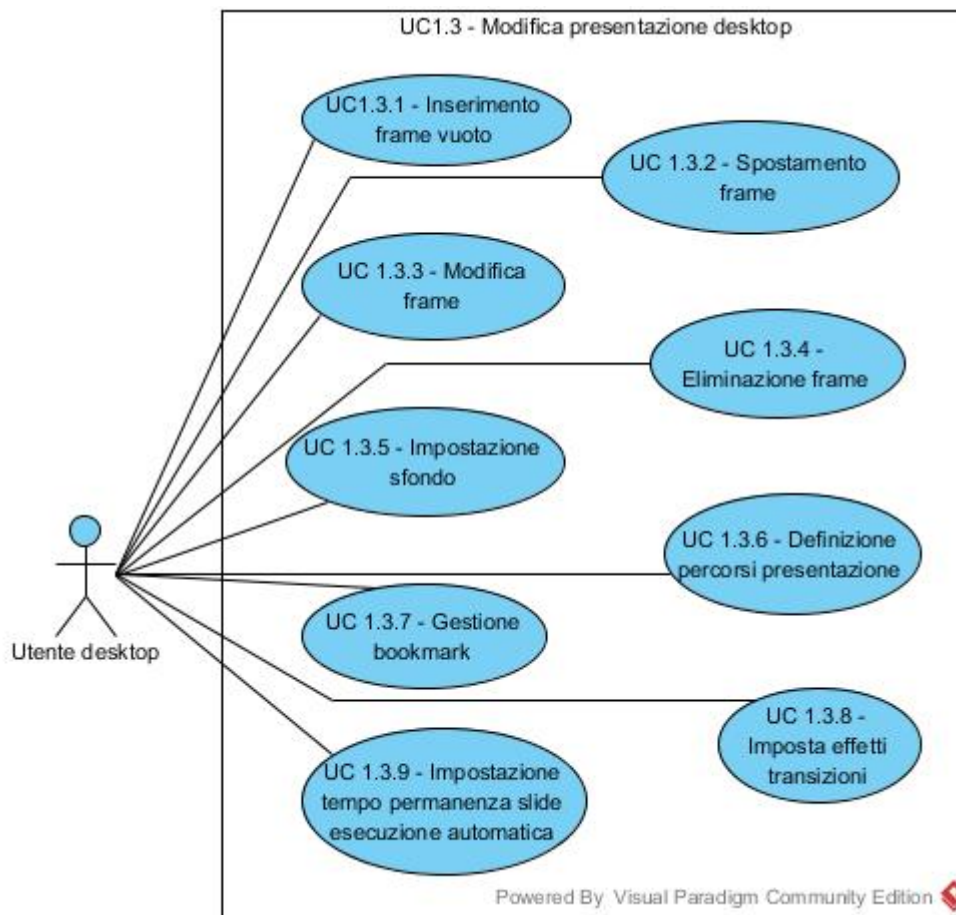 UC1.3 - Modifica presentazione desktop
UC1.3.1 - Inserimento
frame vuoto
UC 1.3.2 - Spostamento
frame
UC 1.3.3 - Modifica
frame
UC 1.3.4 -
Eliminazione frame
UC 1.3.5 - Impostazione
sfondo
UC 1.3.6 - Definizione
percorsi presentazione
UC 1.3.7 - Gestione
bookmark
Utente desktop
UC 1.3.8 -
Imposta effetti
transizioni
UC 1.3.9 - Impostazione
tempo permanenza slide
esecuzione automatica
Powered By Visual Paradigm Community Edition